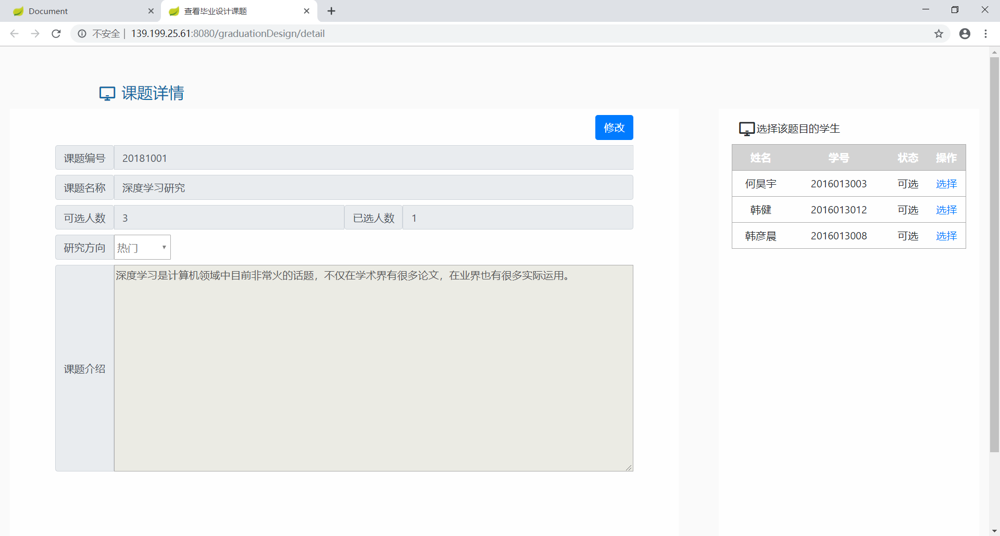 Document
查看毕业设计课题
不安全 | 139.199.25.61:8080/graduationDesign/detail
课题详情
修改
课题编号 20181001
课题名称 深度学习研究
可选人数 3 已选人数 1
研究方向 热门
课题介绍 深度学习是计算机领域中目前非常火的话题，不仅在学术界有很多论文，在业界也有很多实际运用。
选择该题目的学生
姓名 学号 状态 操作
何昊宇 2016013003 可选 选择
韩健 2016013012 可选 选择
韩彦晨 2016013008 可选 选择